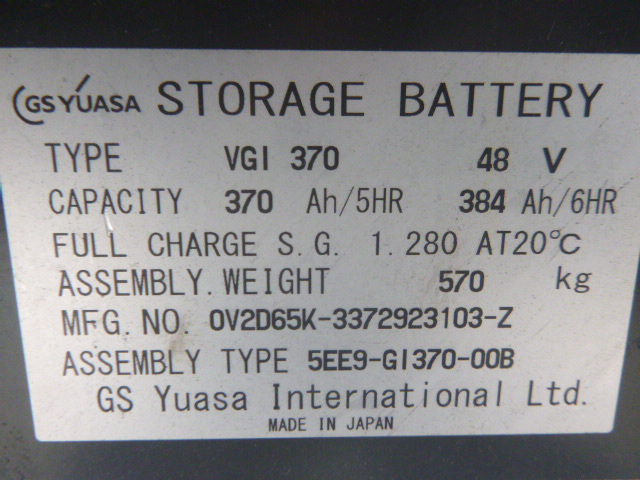 GS YUASA STORAGE BATTERY
TYPE VGI 370 48 V
CAPACITY 370 Ah/5HR 384 Ah/6HR
FULL CHARGE S.G. 1.280 AT20℃
ASSEMBLY.WEIGHT 570 kg
MFG.NO. 0V2D65K-3372923103-Z
ASSEMBLY TYPE 5EE9-GI370-00B
GS Yuasa International Ltd.
MADE IN JAPAN